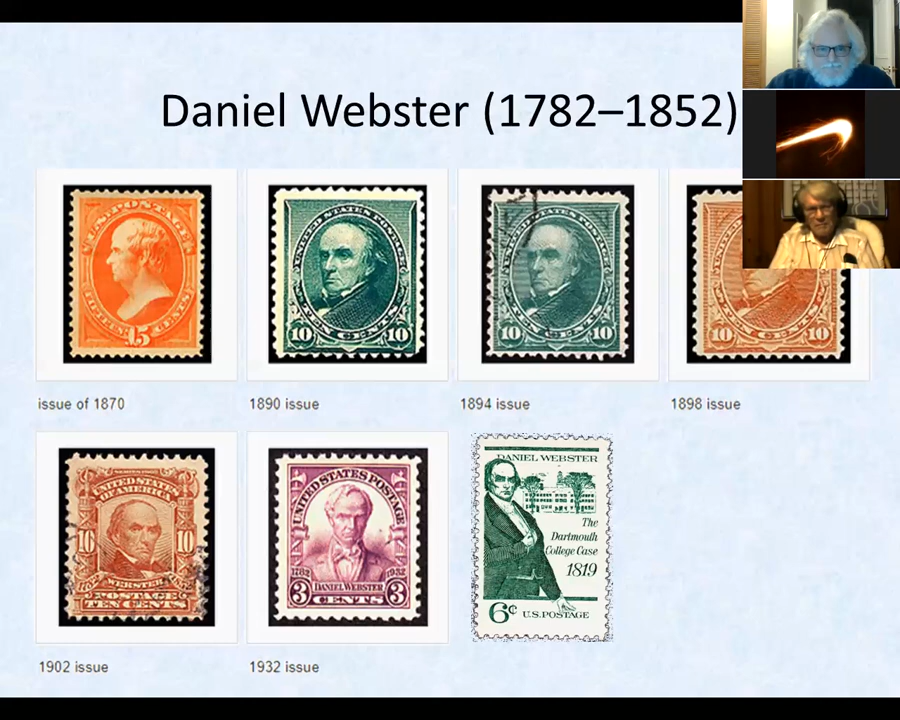 Daniel Webster (1782–1852)
U.S. POSTAGE
FIFTEEN CENTS
15
UNITED STATES POSTAGE
10 10
TEN CENTS
UNITED STATES POSTAGE
10 10
TEN CENTS
10 10
TEN CENTS
issue of 1870
1890 issue
1894 issue
1898 issue
UNITED STATES
OF AMERICA
10 10
WEBSTER
POSTAGE
TEN CENTS
UNITED STATES POSTAGE
1782 1932
DANIEL WEBSTER
3 CENTS 3
DANIEL WEBSTER
The
Dartmouth
College Case
1819
6¢ U.S. POSTAGE
1902 issue
1932 issue